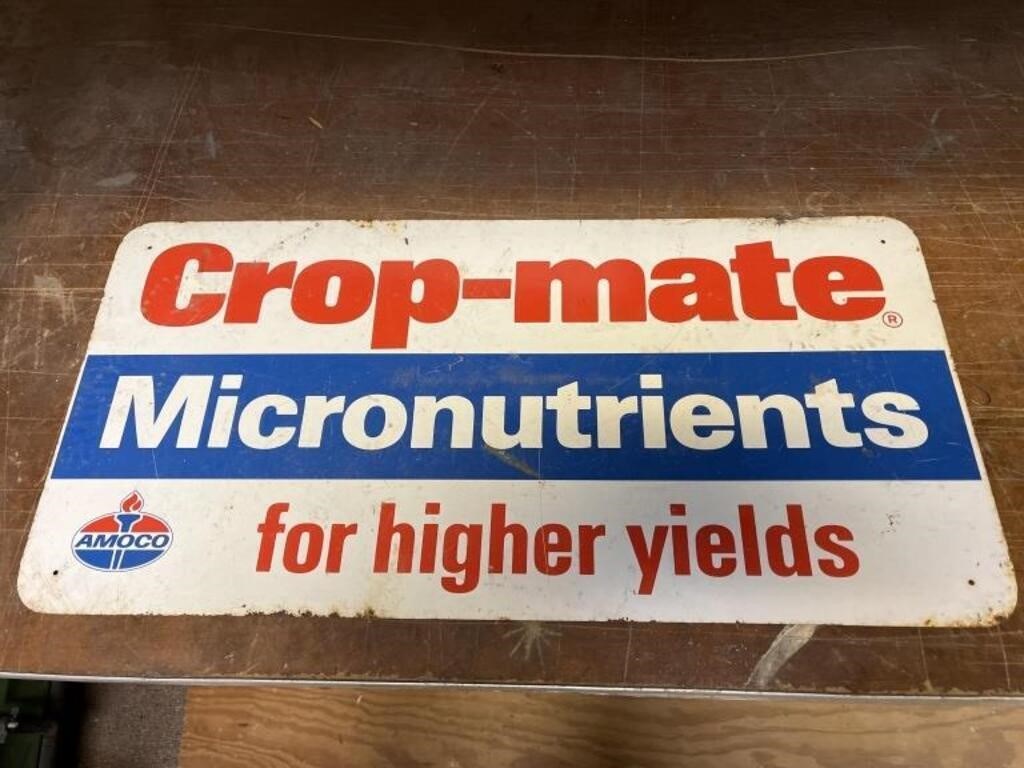 Crop-mate®
Micronutrients
AMOCO
for higher yields